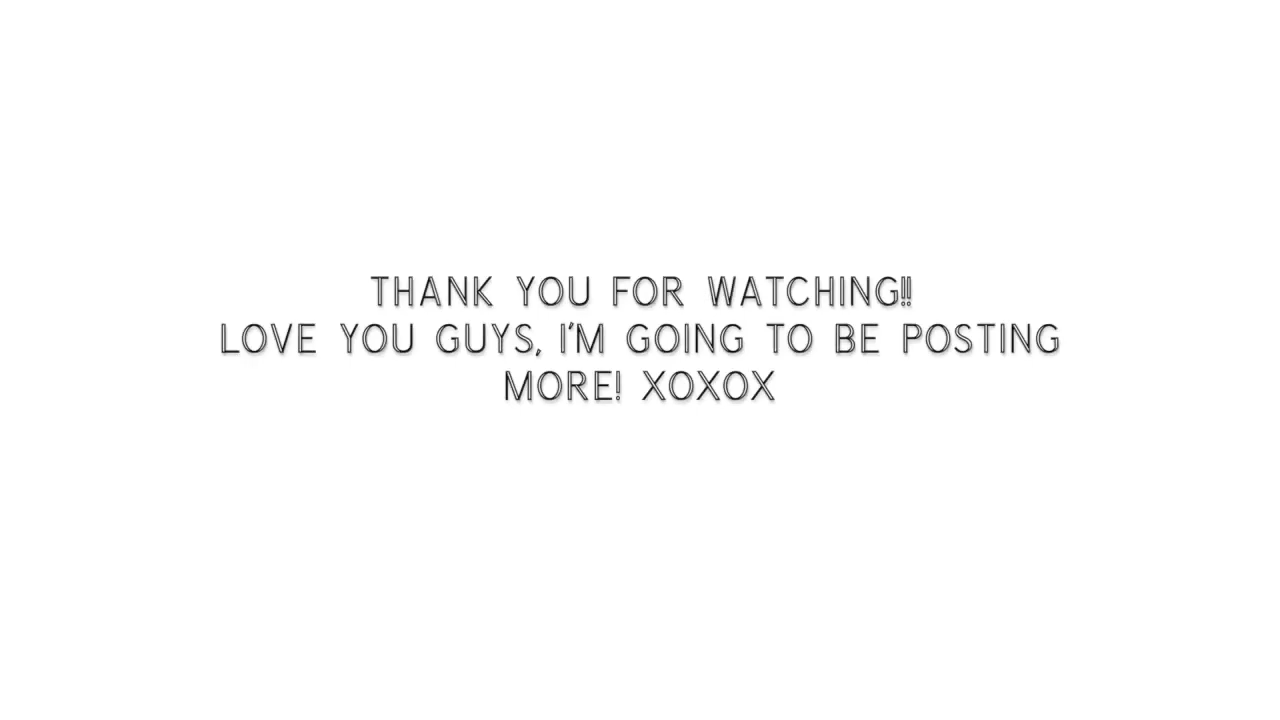 THANK YOU FOR WATCHING!!
LOVE YOU GUYS, I'M GOING TO BE POSTING
MORE! XOXOX